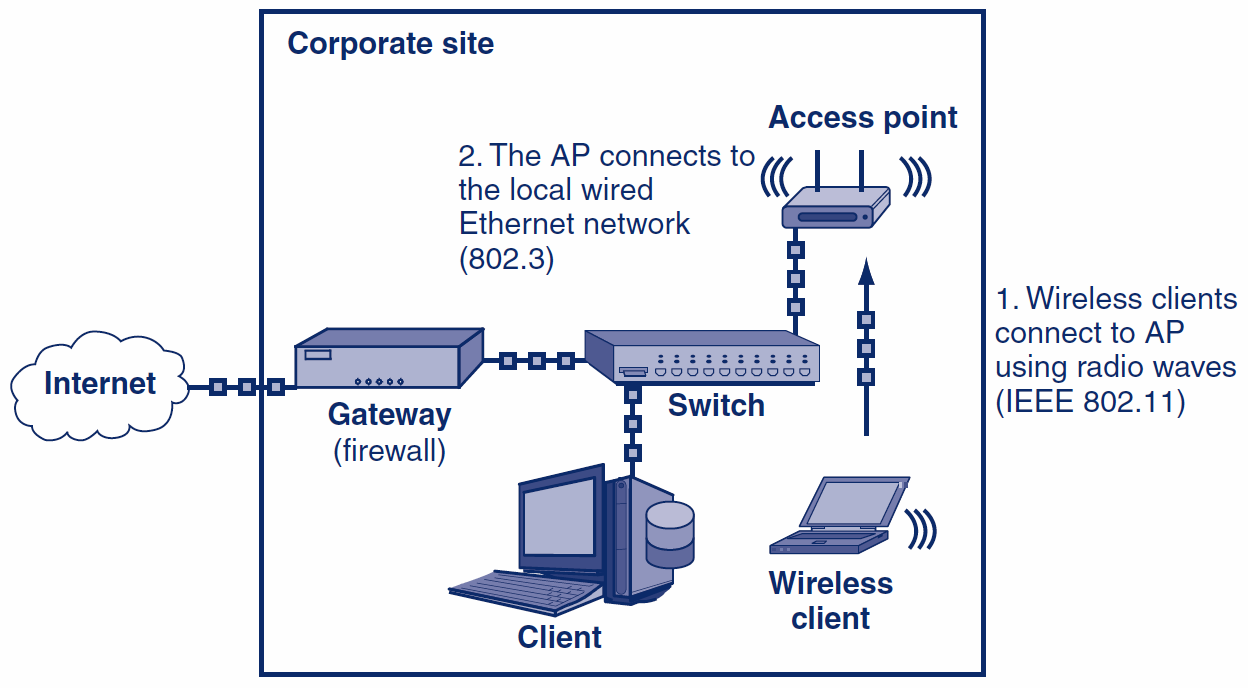 Corporate site
Access point
2. The AP connects to
the local wired
Ethernet network
(802.3)
1. Wireless clients
connect to AP
using radio waves
(IEEE 802.11)
Internet
Gateway
(firewall)
Switch
Client
Wireless
client